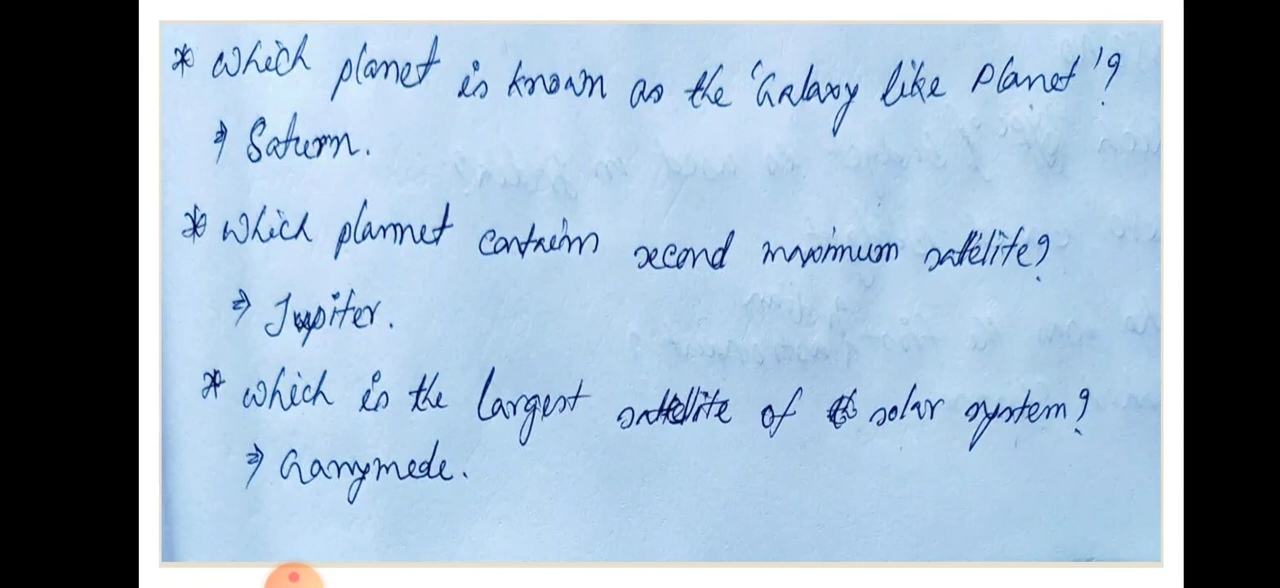 * Which planet is known as the 'Galaxy like Planet'?
⇒ Saturn.
* Which plannet contain second maximum satélite?
⇒ Jupiter.
* Which is the largest satellite of solar system?
⇒ Ganymede.